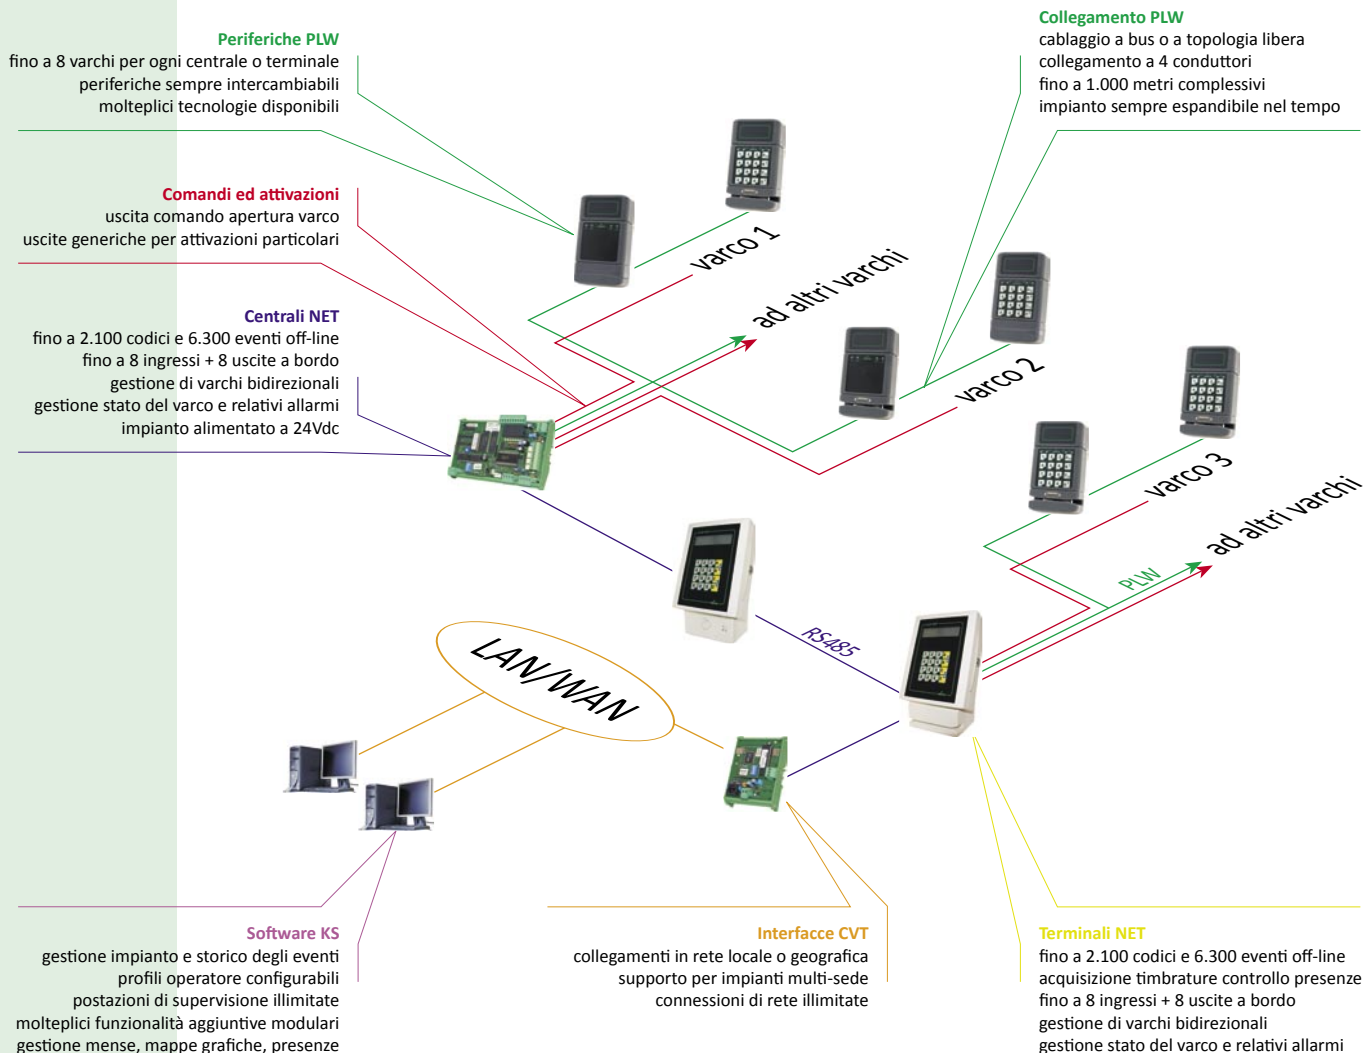 Periferiche PLW
fino a 8 varchi per ogni centrale o terminale
periferiche sempre intercambiabili
molteplici tecnologie disponibili
Collegamento PLW
cablaggio a bus o a topologia libera
collegamento a 4 conduttori
fino a 1.000 metri complessivi
impianto sempre espandibile nel tempo
Comandi ed attivazioni
uscita comando apertura varco
uscite generiche per attivazioni particolari
Centrali NET
fino a 2.100 codici e 6.300 eventi off-line
fino a 8 ingressi + 8 uscite a bordo
gestione di varchi bidirezionali
gestione stato del varco e relativi allarmi
impianto alimentato a 24Vdc
varco 1
ad altri varchi
varco 2
varco 3
ad altri varchi
PLW
RS485
LAN/WAN
Software KS
gestione impianto e storico degli eventi
profili operatore configurabili
postazioni di supervisione illimitate
molteplici funzionalità aggiuntive modulari
gestione mense, mappe grafiche, presenze
Interfacce CVT
collegamenti in rete locale o geografica
supporto per impianti multi-sede
connessioni di rete illimitate
Terminali NET
fino a 2.100 codici e 6.300 eventi off-line
acquisizione timbrature controllo presenze
fino a 8 ingressi + 8 uscite a bordo
gestione di varchi bidirezionali
gestione stato del varco e relativi allarmi